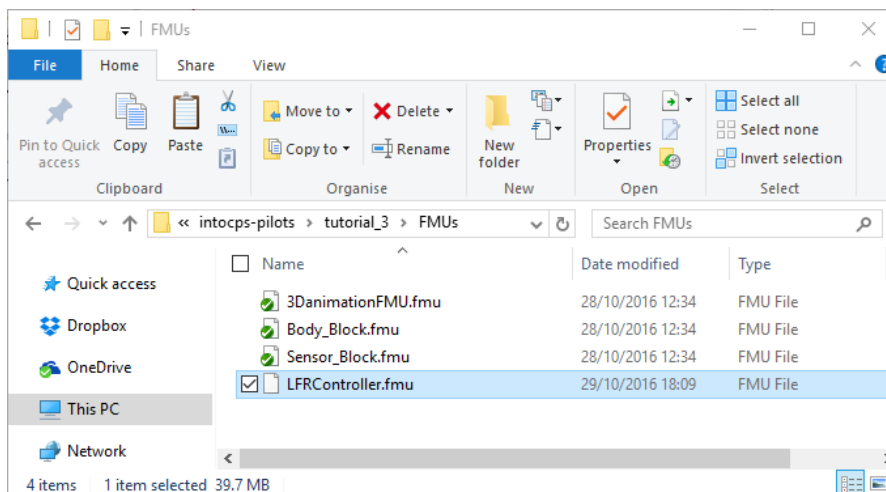 FMUs
File Home Share View
Pin to Quick access
Copy
Paste
Move to
Copy to
Delete
Rename
New folder
Properties
Select all
Select none
Invert selection
Clipboard Organise New Open Select
« intocps-pilots > tutorial_3 > FMUs
Search FMUs
Name Date modified Type
Quick access
Dropbox
OneDrive
This PC
Network
3DanimationFMU.fmu 28/10/2016 12:34 FMU File
Body_Block.fmu 28/10/2016 12:34 FMU File
Sensor_Block.fmu 28/10/2016 12:34 FMU File
LFRController.fmu 29/10/2016 18:09 FMU File
4 items 1 item selected 39.7 MB